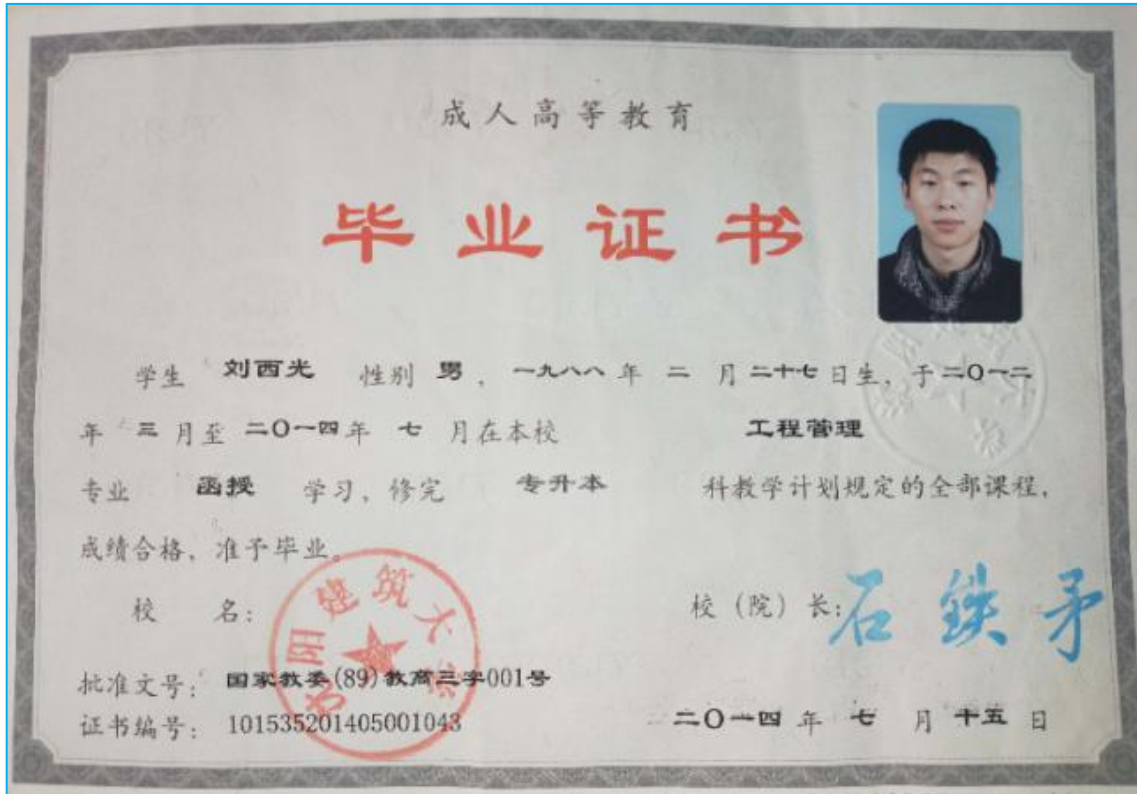 成人高等教育
毕业证书
学生 刘西光 性别 男，一九八八年 二 月二十七日生，于二〇一二
年 三月至 二〇一四年 七 月在本校 工程管理
专业 函授 学习，修完 专升本 科教学计划规定的全部课程，
成绩合格，准予毕业。
校 名：
沈阳建筑大学
校（院）长：石铁矛
批准文号：国家教委(89)教高三字001号
证书编号：101535201405001043
二〇一四 年 七 月 十五 日